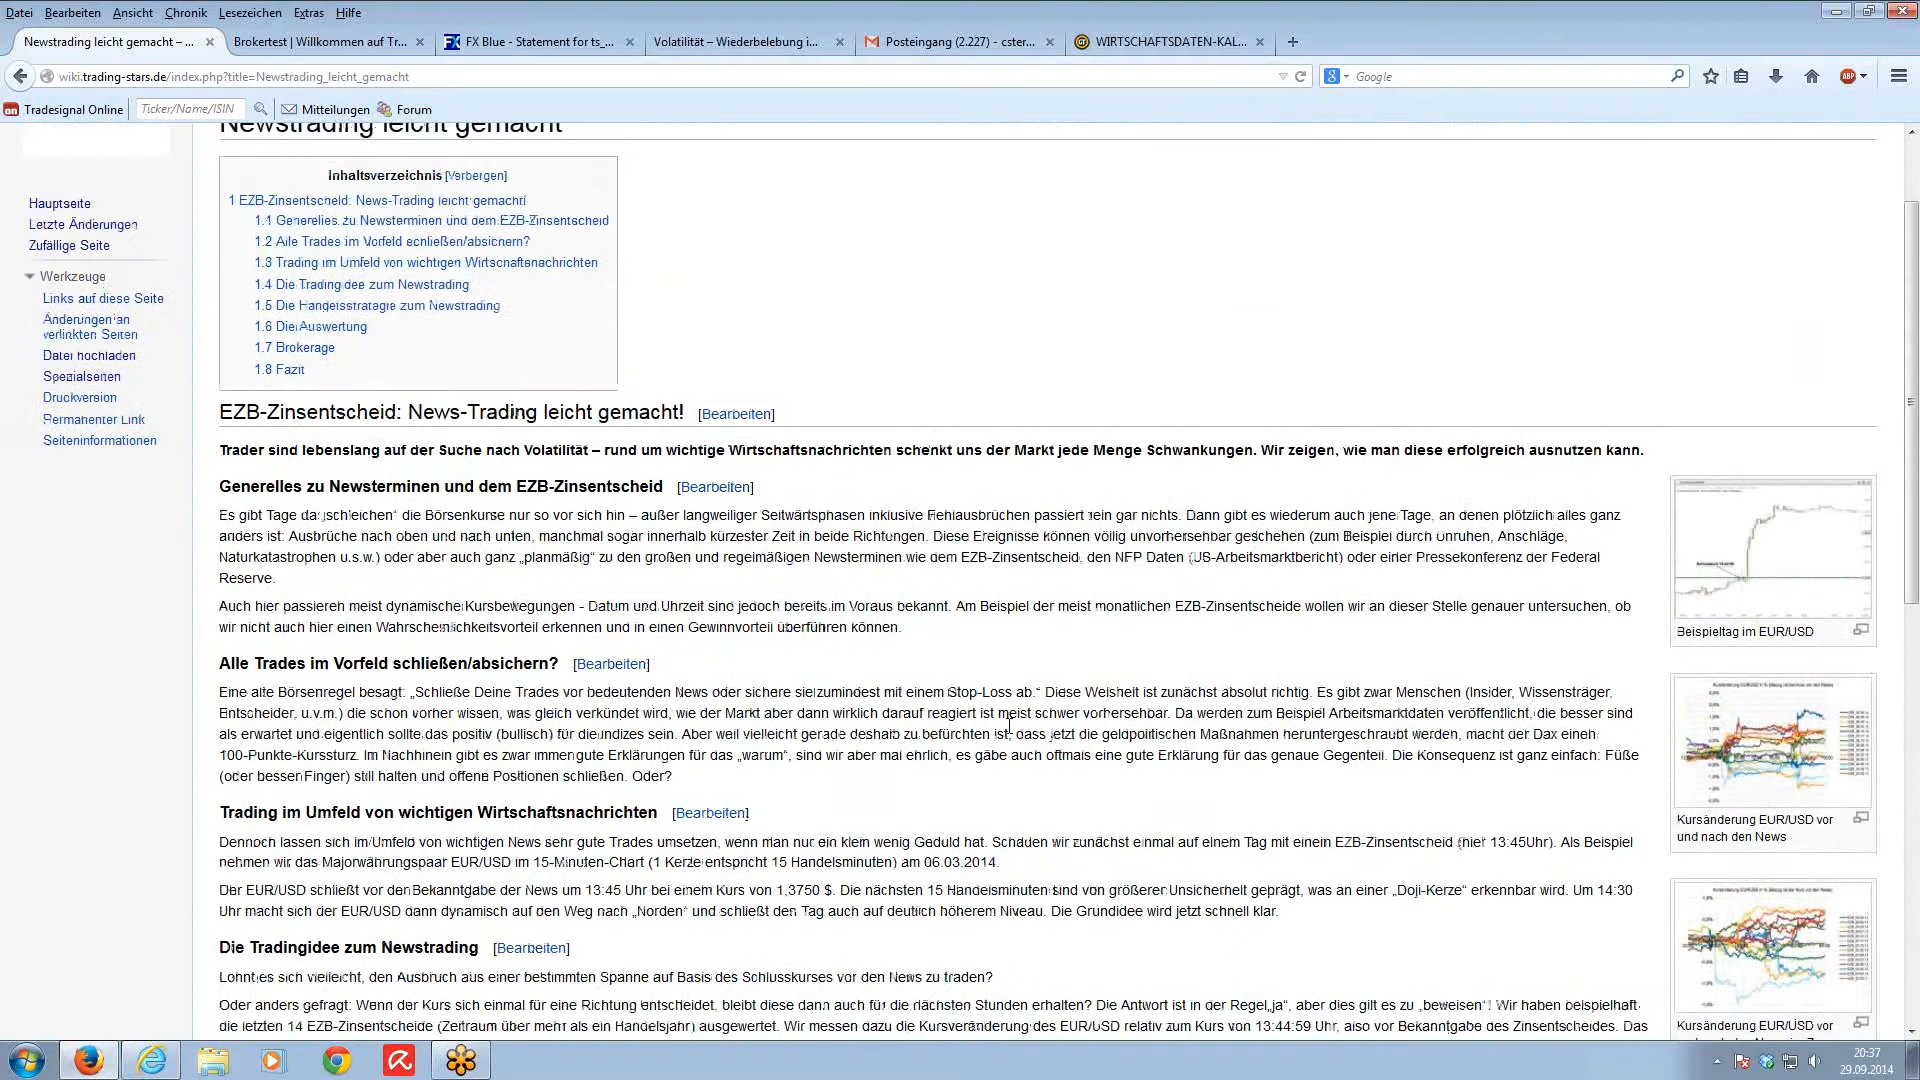 Datei Bearbeiten Ansicht Chronik Lesezeichen Extras Hilfe
Newstrading leicht gemacht – ... Brokertest | Willkommen auf Tr... FX Blue - Statement for ts_... Volatilität – Wiederbelebung i... Posteingang (2.227) - cster... WIRTSCHAFTSDATEN-KAL...
wiki.trading-stars.de/index.php?title=Newstrading_leicht_gemacht Google
Tradesignal Online Ticker/Name/ISIN Mitteilungen Forum
Newstrading leicht gemacht
Hauptseite
Letzte Änderungen
Zufällige Seite
Werkzeuge
Links auf diese Seite
Änderungen an
verlinkten Seiten
Datei hochladen
Spezialseiten
Druckversion
Permanenter Link
Seiteninformationen
Inhaltsverzeichnis [Verbergen]
1 EZB-Zinsentscheid: News-Trading leicht gemacht!
1.1 Generelles zu Newsterminen und dem EZB-Zinsentscheid
1.2 Alle Trades im Vorfeld schließen/absichern?
1.3 Trading im Umfeld von wichtigen Wirtschaftsnachrichten
1.4 Die Tradingidee zum Newstrading
1.5 Die Handelsstrategie zum Newstrading
1.6 Die Auswertung
1.7 Brokerage
1.8 Fazit
EZB-Zinsentscheid: News-Trading leicht gemacht! [Bearbeiten]
Trader sind lebenslang auf der Suche nach Volatilität – rund um wichtige Wirtschaftsnachrichten schenkt uns der Markt jede Menge Schwankungen. Wir zeigen, wie man diese erfolgreich ausnutzen kann.
Generelles zu Newsterminen und dem EZB-Zinsentscheid [Bearbeiten]
Es gibt Tage da „schleichen“ die Börsenkurse nur so vor sich hin – außer langweiliger Seitwärtsphasen inklusive Fehlausbrüchen passiert rein gar nichts. Dann gibt es wiederum auch jene Tage, an denen plötzlich alles ganz
anders ist: Ausbrüche nach oben und nach unten, manchmal sogar innerhalb kürzester Zeit in beide Richtungen. Diese Ereignisse können völlig unvorhersehbar geschehen (zum Beispiel durch Unruhen, Anschläge,
Naturkatastrophen u.s.w.) oder aber auch ganz „planmäßig“ zu den großen und regelmäßigen Newsterminen wie dem EZB-Zinsentscheid, den NFP Daten (US-Arbeitsmarktbericht) oder einer Pressekonferenz der Federal
Reserve.
Auch hier passieren meist dynamische Kursbewegungen - Datum und Uhrzeit sind jedoch bereits im Voraus bekannt. Am Beispiel der meist monatlichen EZB-Zinsentscheide wollen wir an dieser Stelle genauer untersuchen, ob
wir nicht auch hier einen Wahrscheinlichkeitsvorteil erkennen und in einen Gewinnvorteil überführen können.
Alle Trades im Vorfeld schließen/absichern? [Bearbeiten]
Eine alte Börsenregel besagt: „Schließe Deine Trades vor bedeutenden News oder sichere sie zumindest mit einem Stop-Loss ab.“ Diese Weisheit ist zunächst absolut richtig. Es gibt zwar Menschen (Insider, Wissensträger,
Entscheider, u.v.m.) die schon vorher wissen, was gleich verkündet wird, wie der Markt aber dann wirklich darauf reagiert ist meist schwer vorhersehbar. Da werden zum Beispiel Arbeitsmarktdaten veröffentlicht, die besser sind
als erwartet und eigentlich sollte das positiv (bullisch) für die Indizes sein. Aber weil vielleicht gerade deshalb zu befürchten ist, dass jetzt die geldpolitischen Maßnahmen heruntergeschraubt werden, macht der Dax einen
100-Punkte-Kurssturz. Im Nachhinein gibt es zwar immer gute Erklärungen für das „warum“, sind wir aber mal ehrlich, es gäbe auch oftmals eine gute Erklärung für das genaue Gegenteil. Die Konsequenz ist ganz einfach: Füße
(oder besser Finger) still halten und offene Positionen schließen. Oder?
Trading im Umfeld von wichtigen Wirtschaftsnachrichten [Bearbeiten]
Dennoch lassen sich im Umfeld von wichtigen News sehr gute Trades umsetzen, wenn man nur ein klein wenig Geduld hat. Schauen wir zunächst einmal auf einem Tag mit einem EZB-Zinsentscheid (hier 13:45Uhr). Als Beispiel
nehmen wir das Majorwährungspaar EUR/USD im 15-Minuten-Chart (1 Kerze entspricht 15 Handelsminuten) am 06.03.2014.
Der EUR/USD schließt vor der Bekanntgabe der News um 13:45 Uhr bei einem Kurs von 1,3750 $. Die nächsten 15 Handelsminuten sind von größerer Unsicherheit geprägt, was an einer „Doji-Kerze“ erkennbar wird. Um 14:30
Uhr macht sich der EUR/USD dann dynamisch auf den Weg nach „Norden“ und schließt den Tag auch auf deutlich höherem Niveau. Die Grundidee wird jetzt schnell klar.
Die Tradingidee zum Newstrading [Bearbeiten]
Lohnt es sich vielleicht, den Ausbruch aus einer bestimmten Spanne auf Basis des Schlusskurses vor den News zu traden?
Oder anders gefragt: Wenn der Kurs sich einmal für eine Richtung entscheidet, bleibt diese dann auch für die nächsten Stunden erhalten? Die Antwort ist in der Regel „ja“, aber dies gilt es zu „beweisen“! Wir haben beispielhaft
die letzten 14 EZB-Zinsentscheide (Zeitraum über mehr als ein Handelsjahr) ausgewertet. Wir messen dazu die Kursveränderung des EUR/USD relativ zum Kurs von 13:44:59 Uhr, also vor Bekanntgabe des Zinsentscheides. Das
Beispieltag im EUR/USD
Kursänderung EUR/USD vor
und nach den News
Kursänderung EUR/USD vor
20:37
29.09.2014